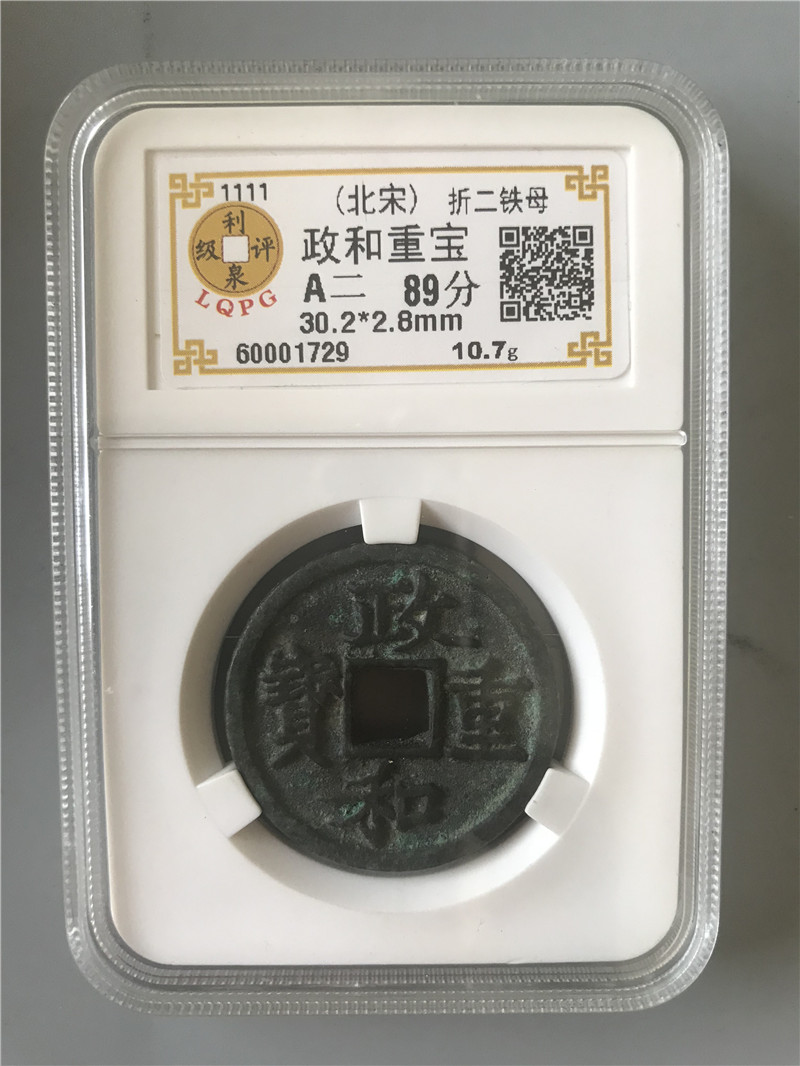 1111 （北宋） 折二铁母
利泉评级
LQPG
政和重宝
A二 89分
30.2*2.8mm
60001729 10.7g
政和重寶